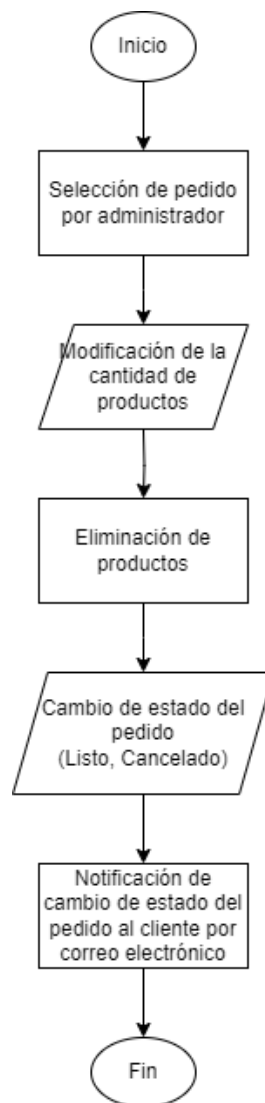 Inicio
Selección de pedido
por administrador
Modificación de la
cantidad de
productos
Eliminación de
productos
Cambio de estado del
pedido
(Listo, Cancelado)
Notificación de
cambio de estado del
pedido al cliente por
correo electrónico
Fin